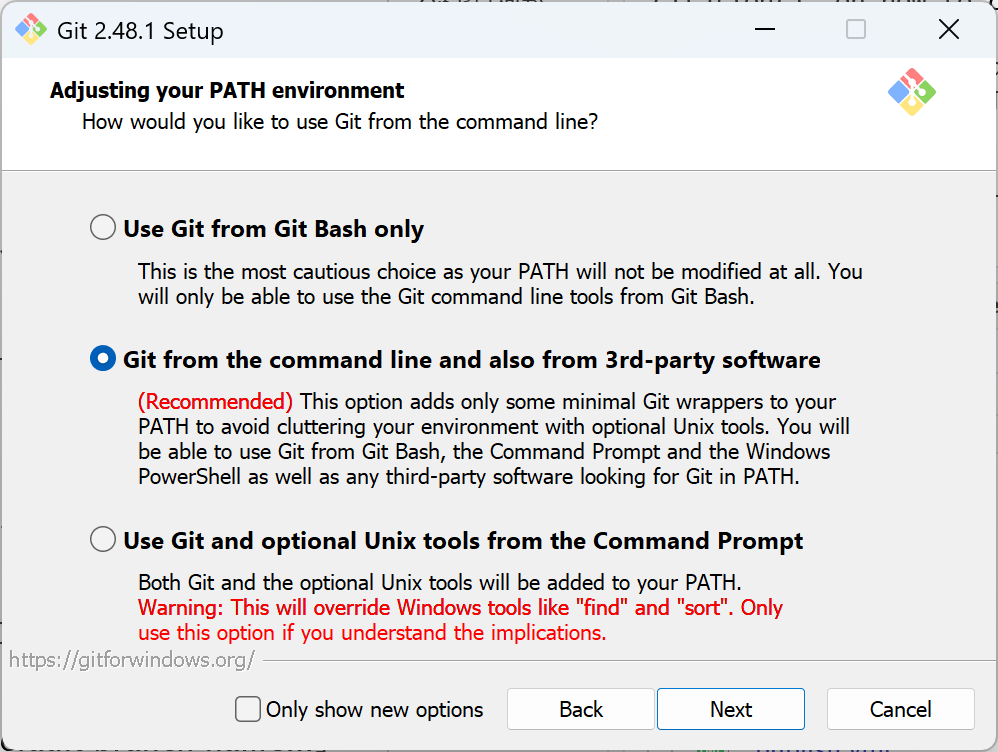 Git 2.48.1 Setup
Adjusting your PATH environment
How would you like to use Git from the command line?
Use Git from Git Bash only
This is the most cautious choice as your PATH will not be modified at all. You
will only be able to use the Git command line tools from Git Bash.
Git from the command line and also from 3rd-party software
(Recommended) This option adds only some minimal Git wrappers to your
PATH to avoid cluttering your environment with optional Unix tools. You will
be able to use Git from Git Bash, the Command Prompt and the Windows
PowerShell as well as any third-party software looking for Git in PATH.
Use Git and optional Unix tools from the Command Prompt
Both Git and the optional Unix tools will be added to your PATH.
Warning: This will override Windows tools like "find" and "sort". Only
use this option if you understand the implications.
https://gitforwindows.org/
Only show new options
Back
Next
Cancel